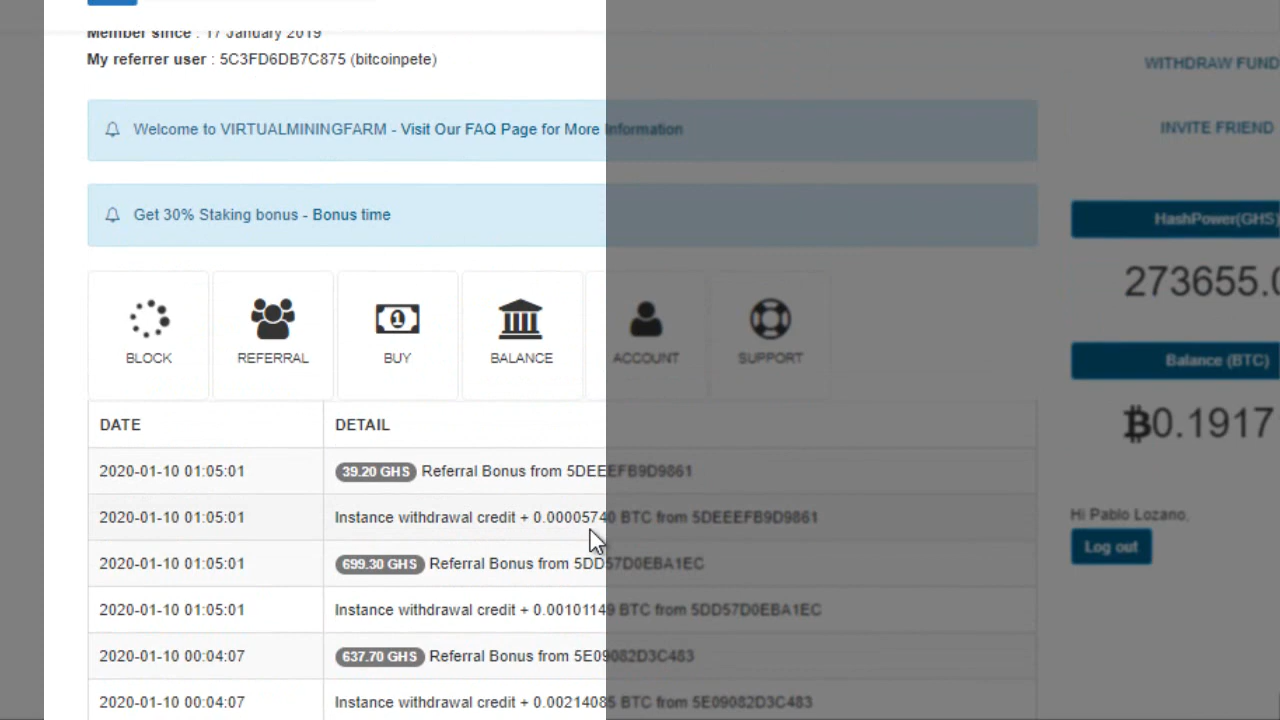 Member since : 17 January 2019
My referrer user : 5C3FD6DB7C875 (bitcoinpete)
WITHDRAW FUND
Welcome to VIRTUALMININGFARM - Visit Our FAQ Page for More Information
INVITE FRIEND
Get 30% Staking bonus - Bonus time
HashPower(GHS)
273655.0
BLOCK
REFERRAL
BUY
BALANCE
ACCOUNT
SUPPORT
Balance (BTC)
₿0.1917
DATE DETAIL
2020-01-10 01:05:01 39.20 GHS Referral Bonus from 5DEEEFB9D9861
2020-01-10 01:05:01 Instance withdrawal credit + 0.00005740 BTC from 5DEEEFB9D9861
Hi Pablo Lozano,
Log out
2020-01-10 01:05:01 699.30 GHS Referral Bonus from 5DD57D0EBA1EC
2020-01-10 01:05:01 Instance withdrawal credit + 0.00101149 BTC from 5DD57D0EBA1EC
2020-01-10 00:04:07 637.70 GHS Referral Bonus from 5E09082D3C483
2020-01-10 00:04:07 Instance withdrawal credit + 0.00214085 BTC from 5E09082D3C483